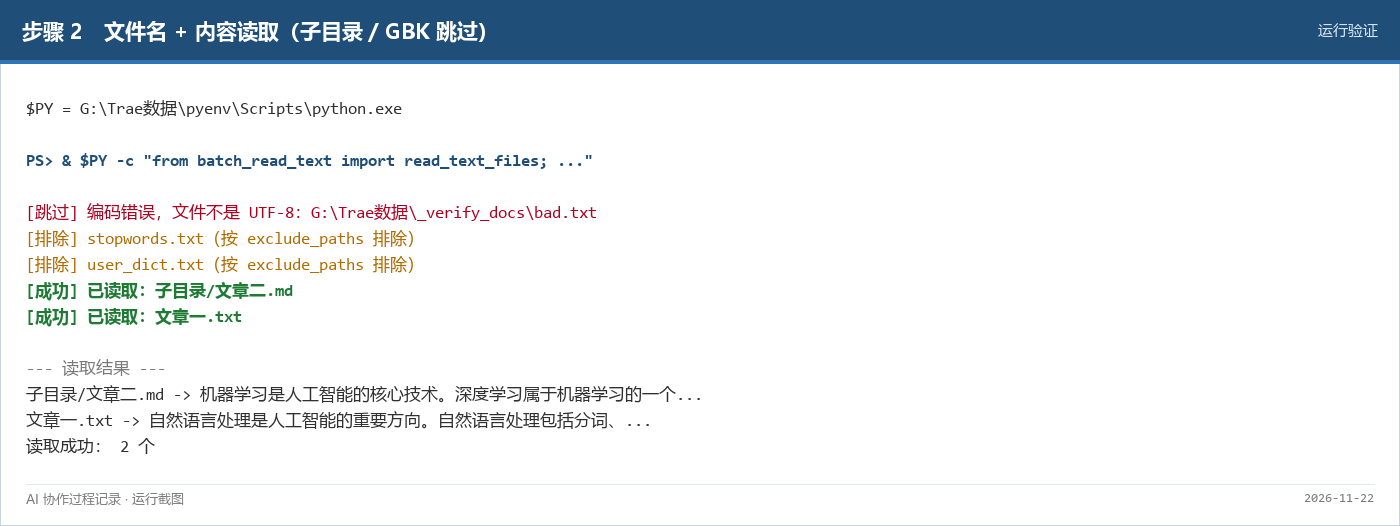 步骤 2 文件名 + 内容读取（子目录 / GBK 跳过）
运行验证
$PY = G:\Trae数据\pyenv\Scripts\python.exe
PS> & $PY -c "from batch_read_text import read_text_files; ..."
[跳过] 编码错误，文件不是 UTF-8：G:\Trae数据\_verify_docs\bad.txt
[排除] stopwords.txt（按 exclude_paths 排除）
[排除] user_dict.txt（按 exclude_paths 排除）
[成功] 已读取：子目录/文章二.md
[成功] 已读取：文章一.txt
--- 读取结果 ---
子目录/文章二.md -> 机器学习是人工智能的核心技术。深度学习属于机器学习的一个...
文章一.txt -> 自然语言处理是人工智能的重要方向。自然语言处理包括分词、...
读取成功： 2 个
AI 协作过程记录 · 运行截图
2026-11-22